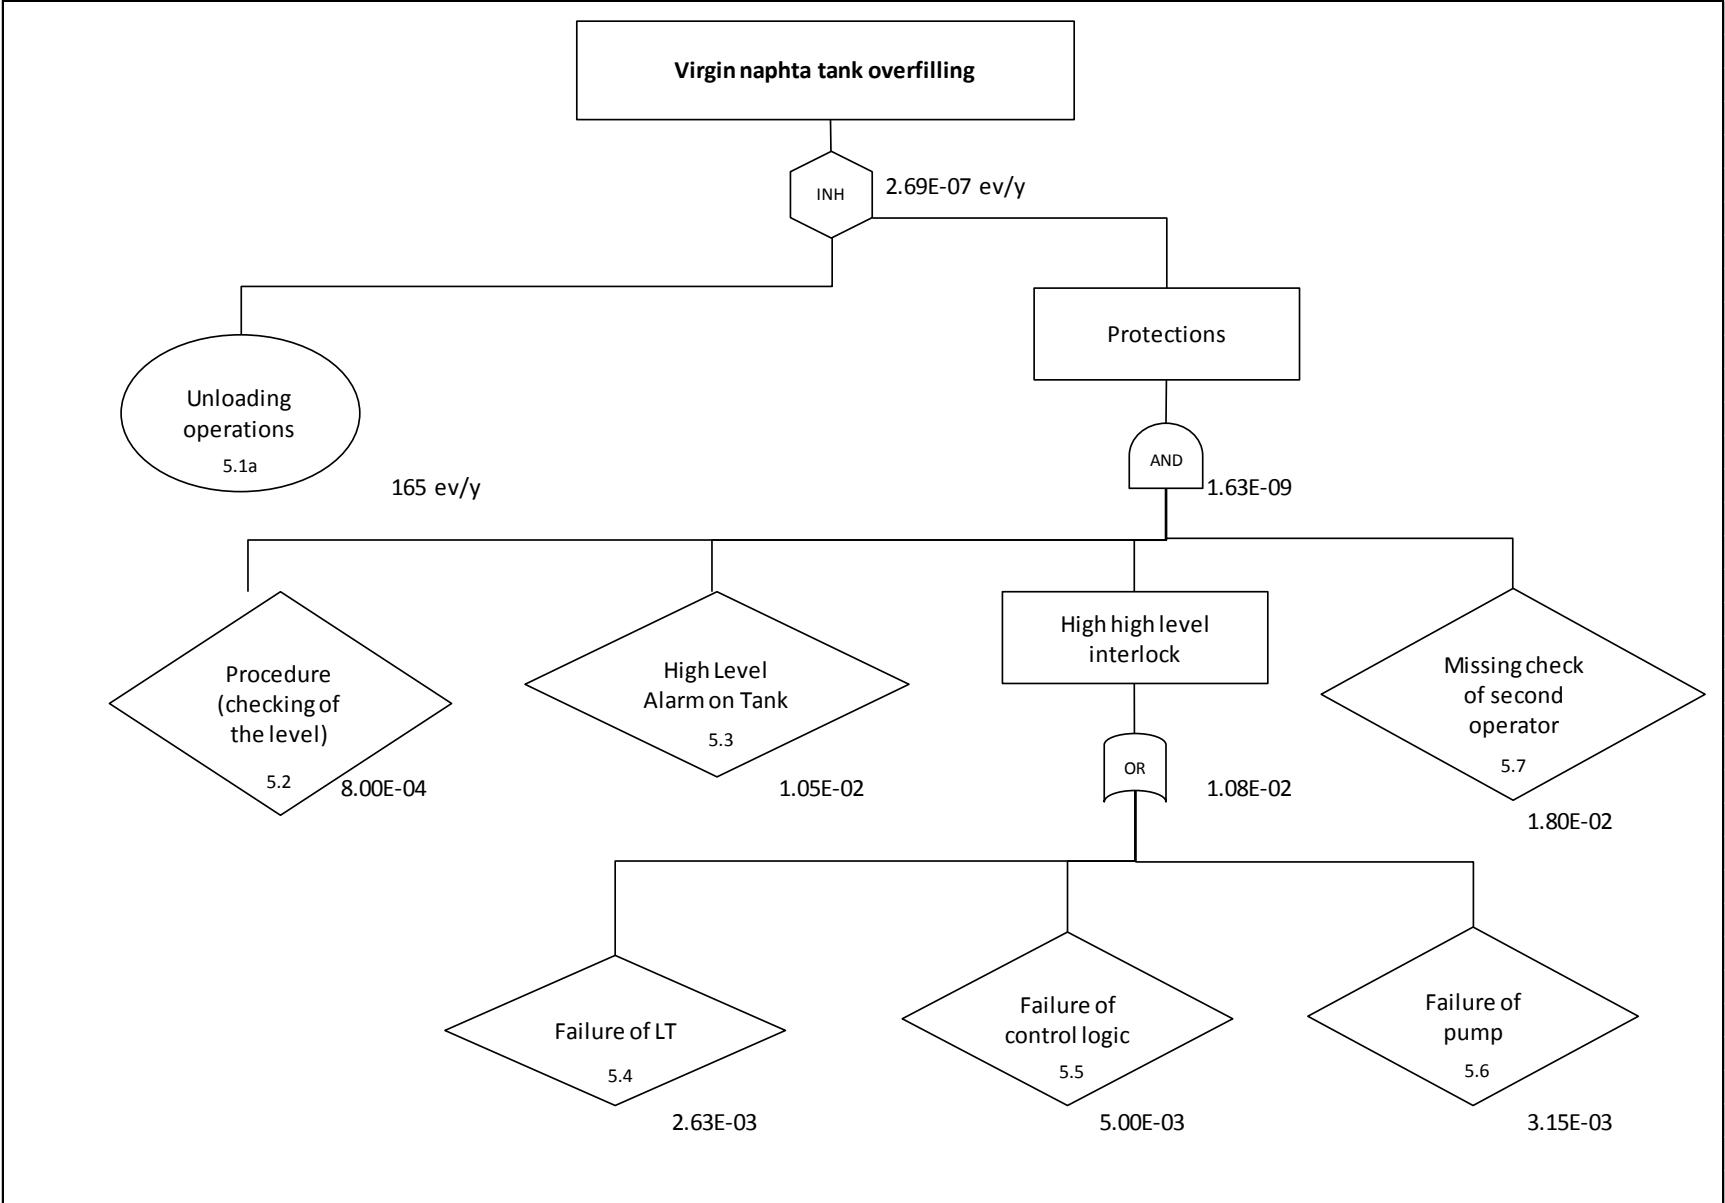 Virgin naphta tank overfilling
INH
2.69E-07 ev/y
Protections
Unloading
operations
5.1a
165 ev/y
AND
1.63E-09
Procedure
(checking of
the level)
5.2
8.00E-04
High Level
Alarm on Tank
5.3
1.05E-02
High high level
interlock
OR
1.08E-02
Missing check
of second
operator
5.7
1.80E-02
Failure of LT
5.4
2.63E-03
Failure of
control logic
5.5
5.00E-03
Failure of
pump
5.6
3.15E-03